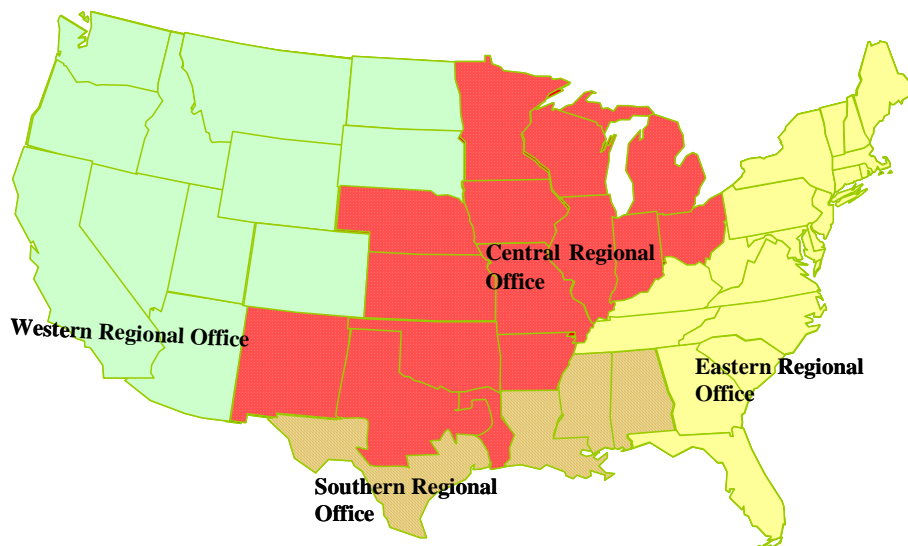 Central Regional
Office
Western Regional Office
Eastern Regional
Office
Southern Regional
Office